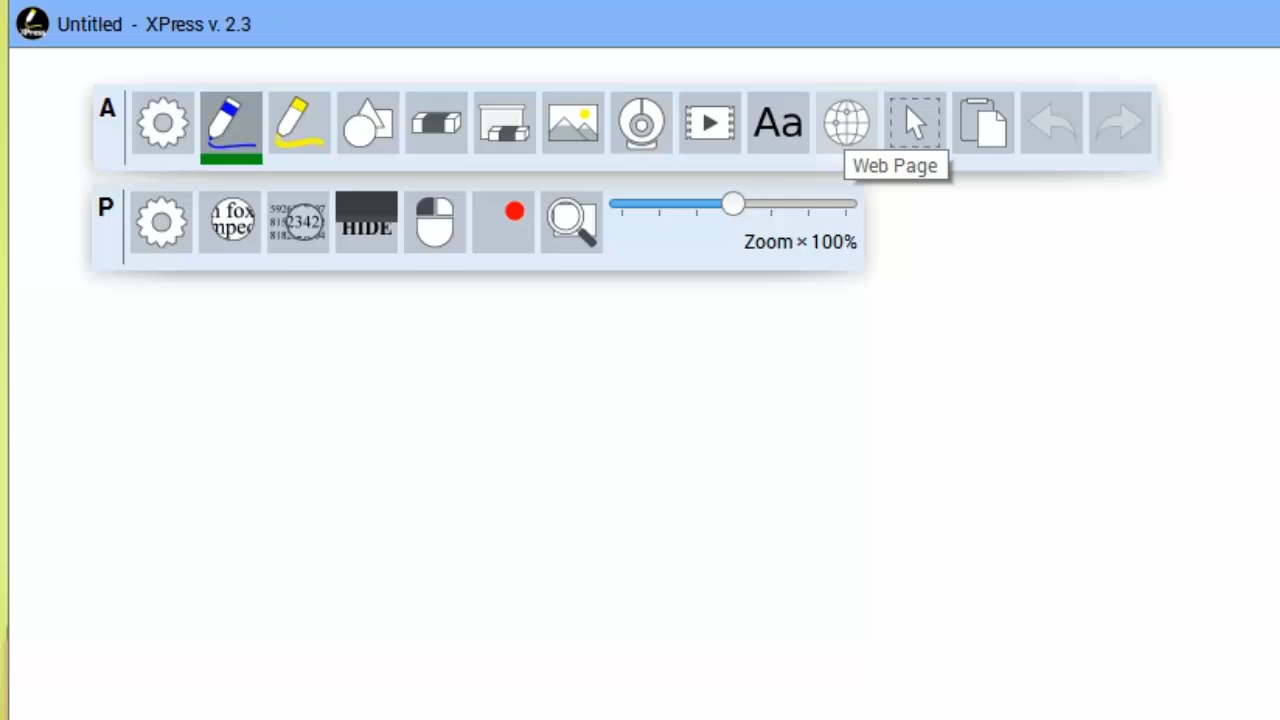 Untitled - XPress v. 2.3
A
Aa
Web Page
P
HIDE
Zoom × 100%